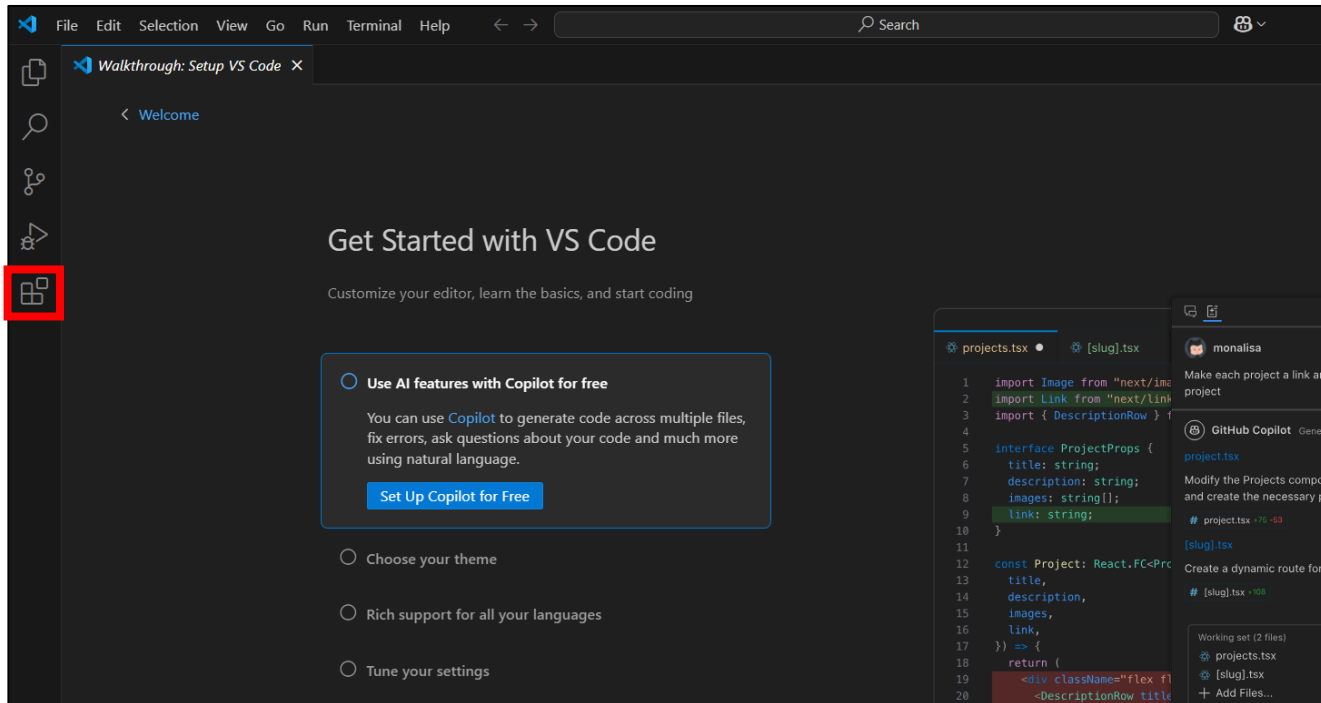 File Edit Selection View Go Run Terminal Help Search
Walkthrough: Setup VS Code
Welcome
Get Started with VS Code
Customize your editor, learn the basics, and start coding
Use AI features with Copilot for free
You can use Copilot to generate code across multiple files,
fix errors, ask questions about your code and much more
using natural language.
Set Up Copilot for Free
Choose your theme
Rich support for all your languages
Tune your settings
projects.tsx [slug].tsx
1 import Image from "next/ima
2 import Link from "next/link
3 import { DescriptionRow } f
4
5 interface ProjectProps {
6 title: string;
7 description: string;
8 images: string[];
9 link: string;
10 }
11
12 const Project: React.FC<Pro
13 title,
14 description,
15 images,
16 link,
17 }) => {
18 return (
19 <div className="flex fl
20 <DescriptionRow title
monalisa
Make each project a link a
project
GitHub Copilot Gene
project.tsx
Modify the Projects compo
and create the necessary p
# project.tsx +75 -53
[slug].tsx
Create a dynamic route for
# [slug].tsx +108
Working set (2 files)
projects.tsx
[slug].tsx
+ Add Files...